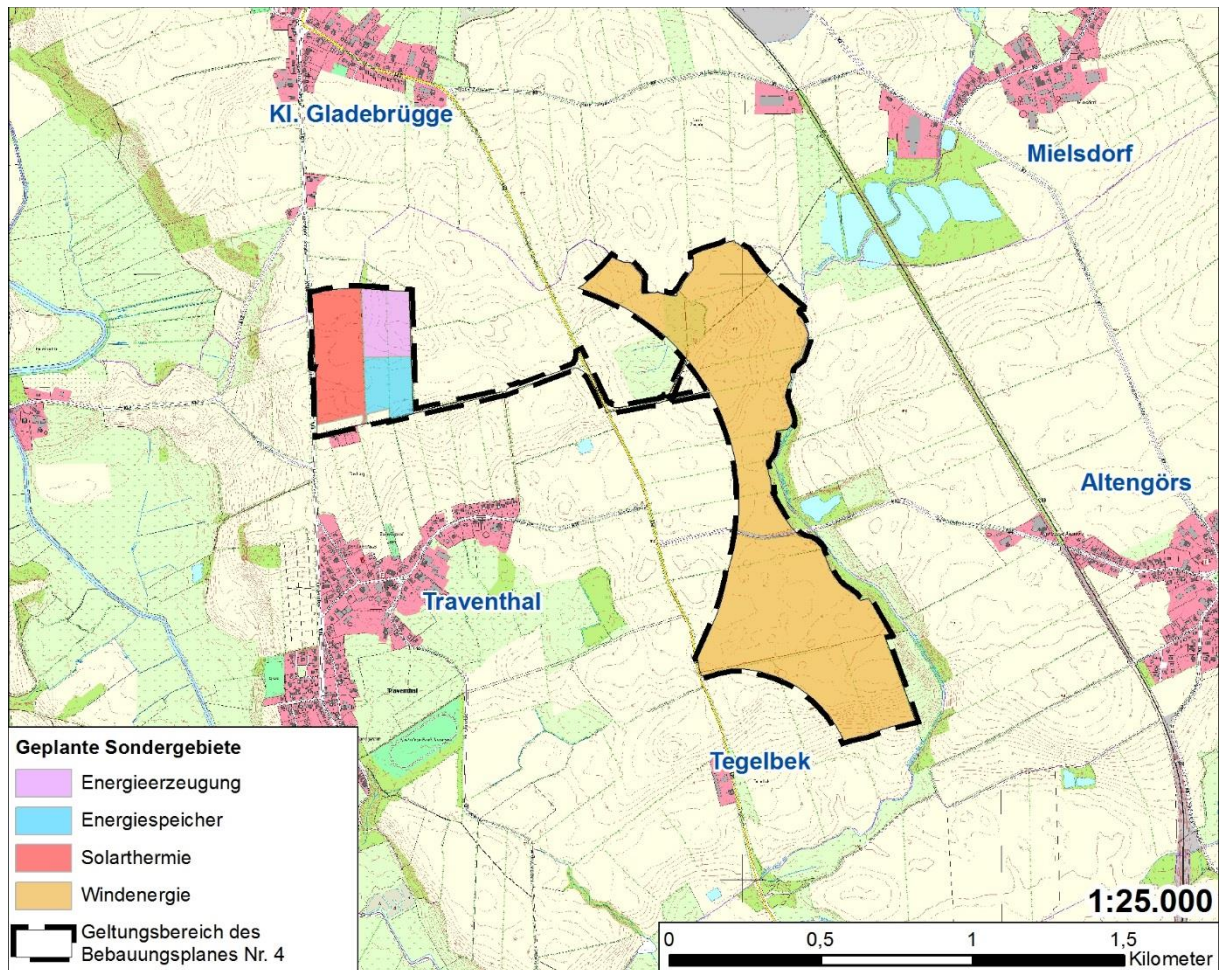 Kl. Gladebrügge
Mielsdorf
Altengörs
Traventhal
Traventhal
Tegelbek
Geplante Sondergebiete
Energieerzeugung
Energiespeicher
Solarthermie
Windenergie
Geltungsbereich des
Bebauungsplanes Nr. 4
1:25.000
0 0,5 1 1,5
Kilometer